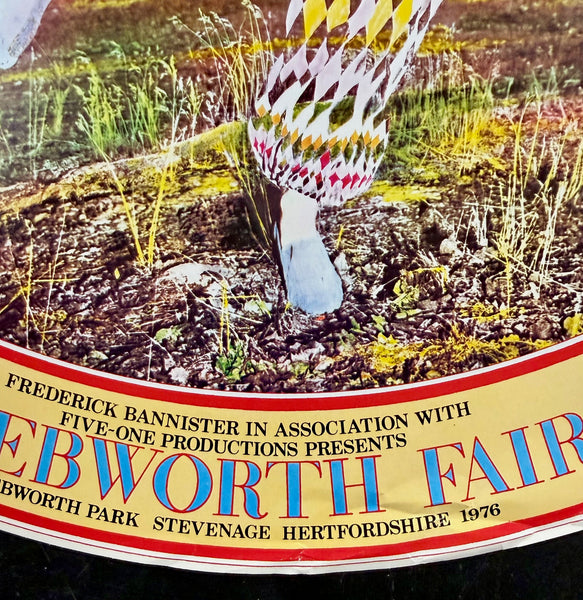 FREDERICK BANNISTER IN ASSOCIATION WITH
FIVE-ONE PRODUCTIONS PRESENTS
EBWORTH FAIR
BWORTH PARK STEVENAGE HERTFORDSHIRE 1976